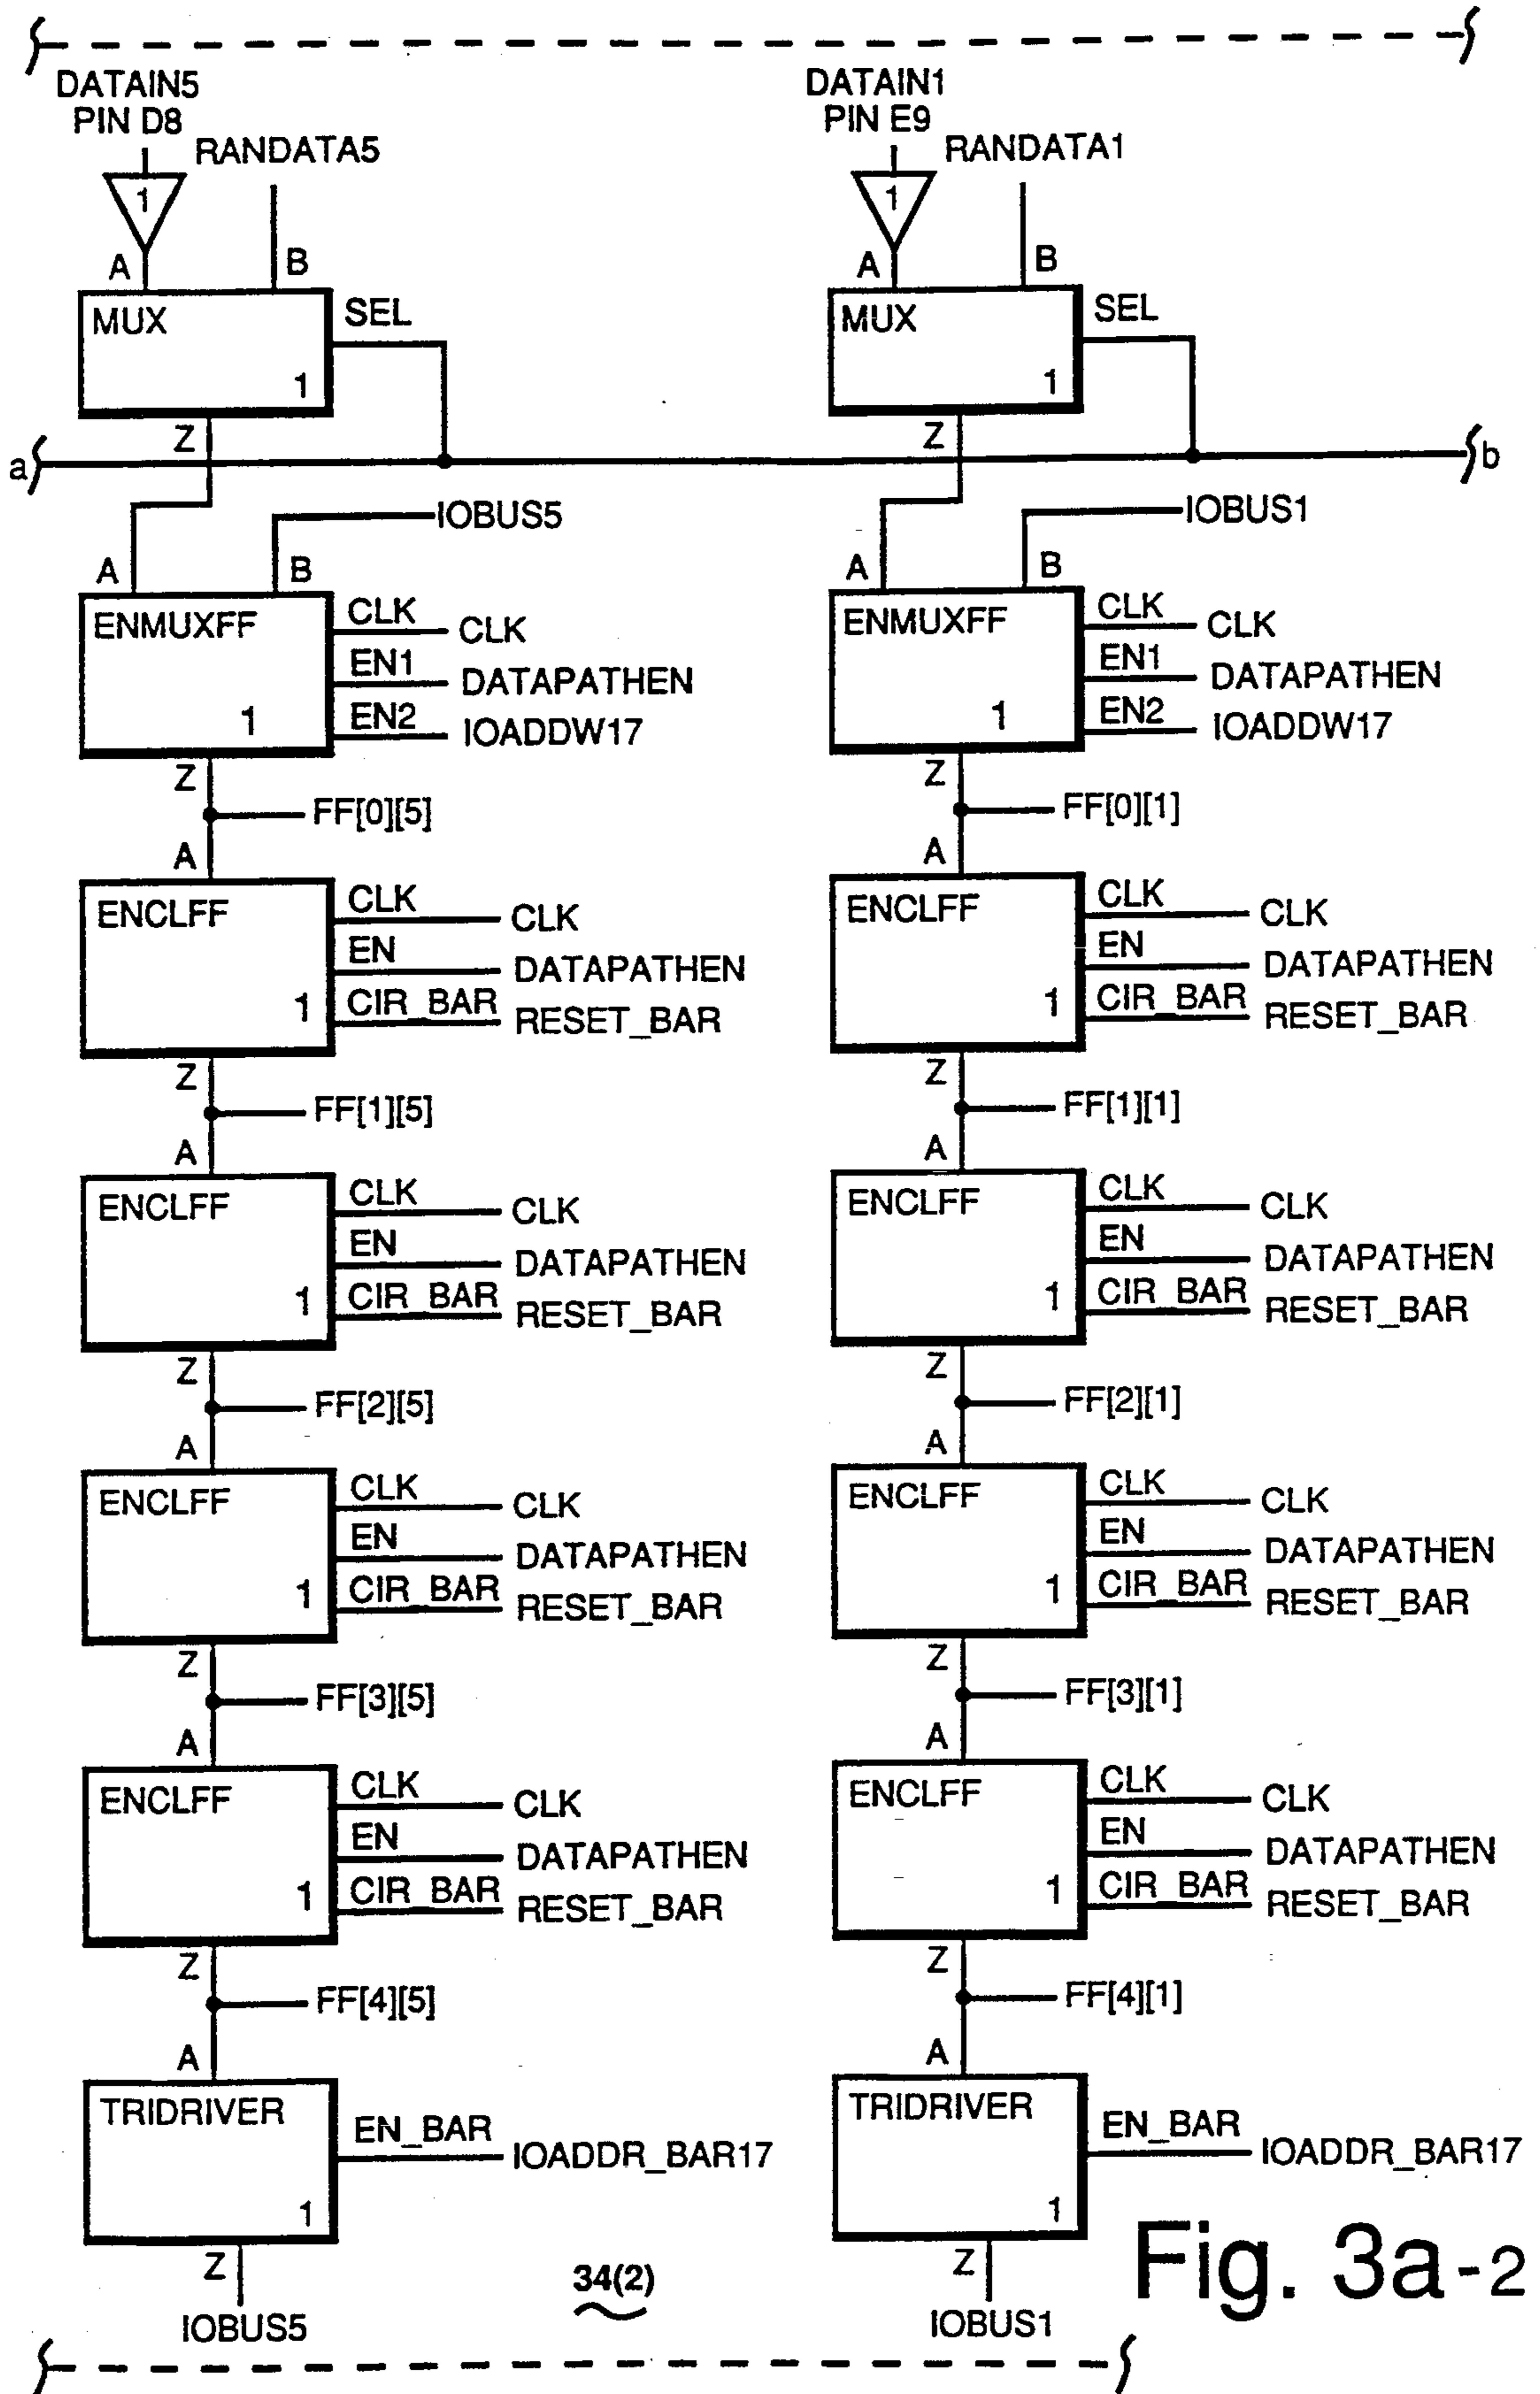 DATAIN5
PIN D8
RANDATA5
1
A
B
MUX
SEL
1
Z
a
IOBUS5
A
B
ENMUXFF
CLK CLK
EN1 DATAPATHEN
1
EN2 IOADDW17
Z
FF[0][5]
A
ENCLFF
CLK CLK
EN DATAPATHEN
1
CIR_BAR RESET_BAR
Z
FF[1][5]
A
ENCLFF
CLK CLK
EN DATAPATHEN
1
CIR_BAR RESET_BAR
Z
FF[2][5]
A
ENCLFF
CLK CLK
EN DATAPATHEN
1
CIR_BAR RESET_BAR
Z
FF[3][5]
A
ENCLFF
CLK CLK
EN DATAPATHEN
1
CIR_BAR RESET_BAR
Z
FF[4][5]
A
TRIDRIVER
EN_BAR IOADDR_BAR17
1
Z
IOBUS5
DATAIN1
PIN E9
RANDATA1
1
A
B
MUX
SEL
1
Z
b
IOBUS1
A
B
ENMUXFF
CLK CLK
EN1 DATAPATHEN
1
EN2 IOADDW17
Z
FF[0][1]
A
ENCLFF
CLK CLK
EN DATAPATHEN
1
CIR_BAR RESET_BAR
Z
FF[1][1]
A
ENCLFF
CLK CLK
EN DATAPATHEN
1
CIR_BAR RESET_BAR
Z
FF[2][1]
A
ENCLFF
CLK CLK
EN DATAPATHEN
1
CIR_BAR RESET_BAR
Z
FF[3][1]
A
ENCLFF
CLK CLK
EN DATAPATHEN
1
CIR_BAR RESET_BAR
Z
FF[4][1]
A
TRIDRIVER
EN_BAR IOADDR_BAR17
1
Z
IOBUS1
34(2)
Fig. 3a-2